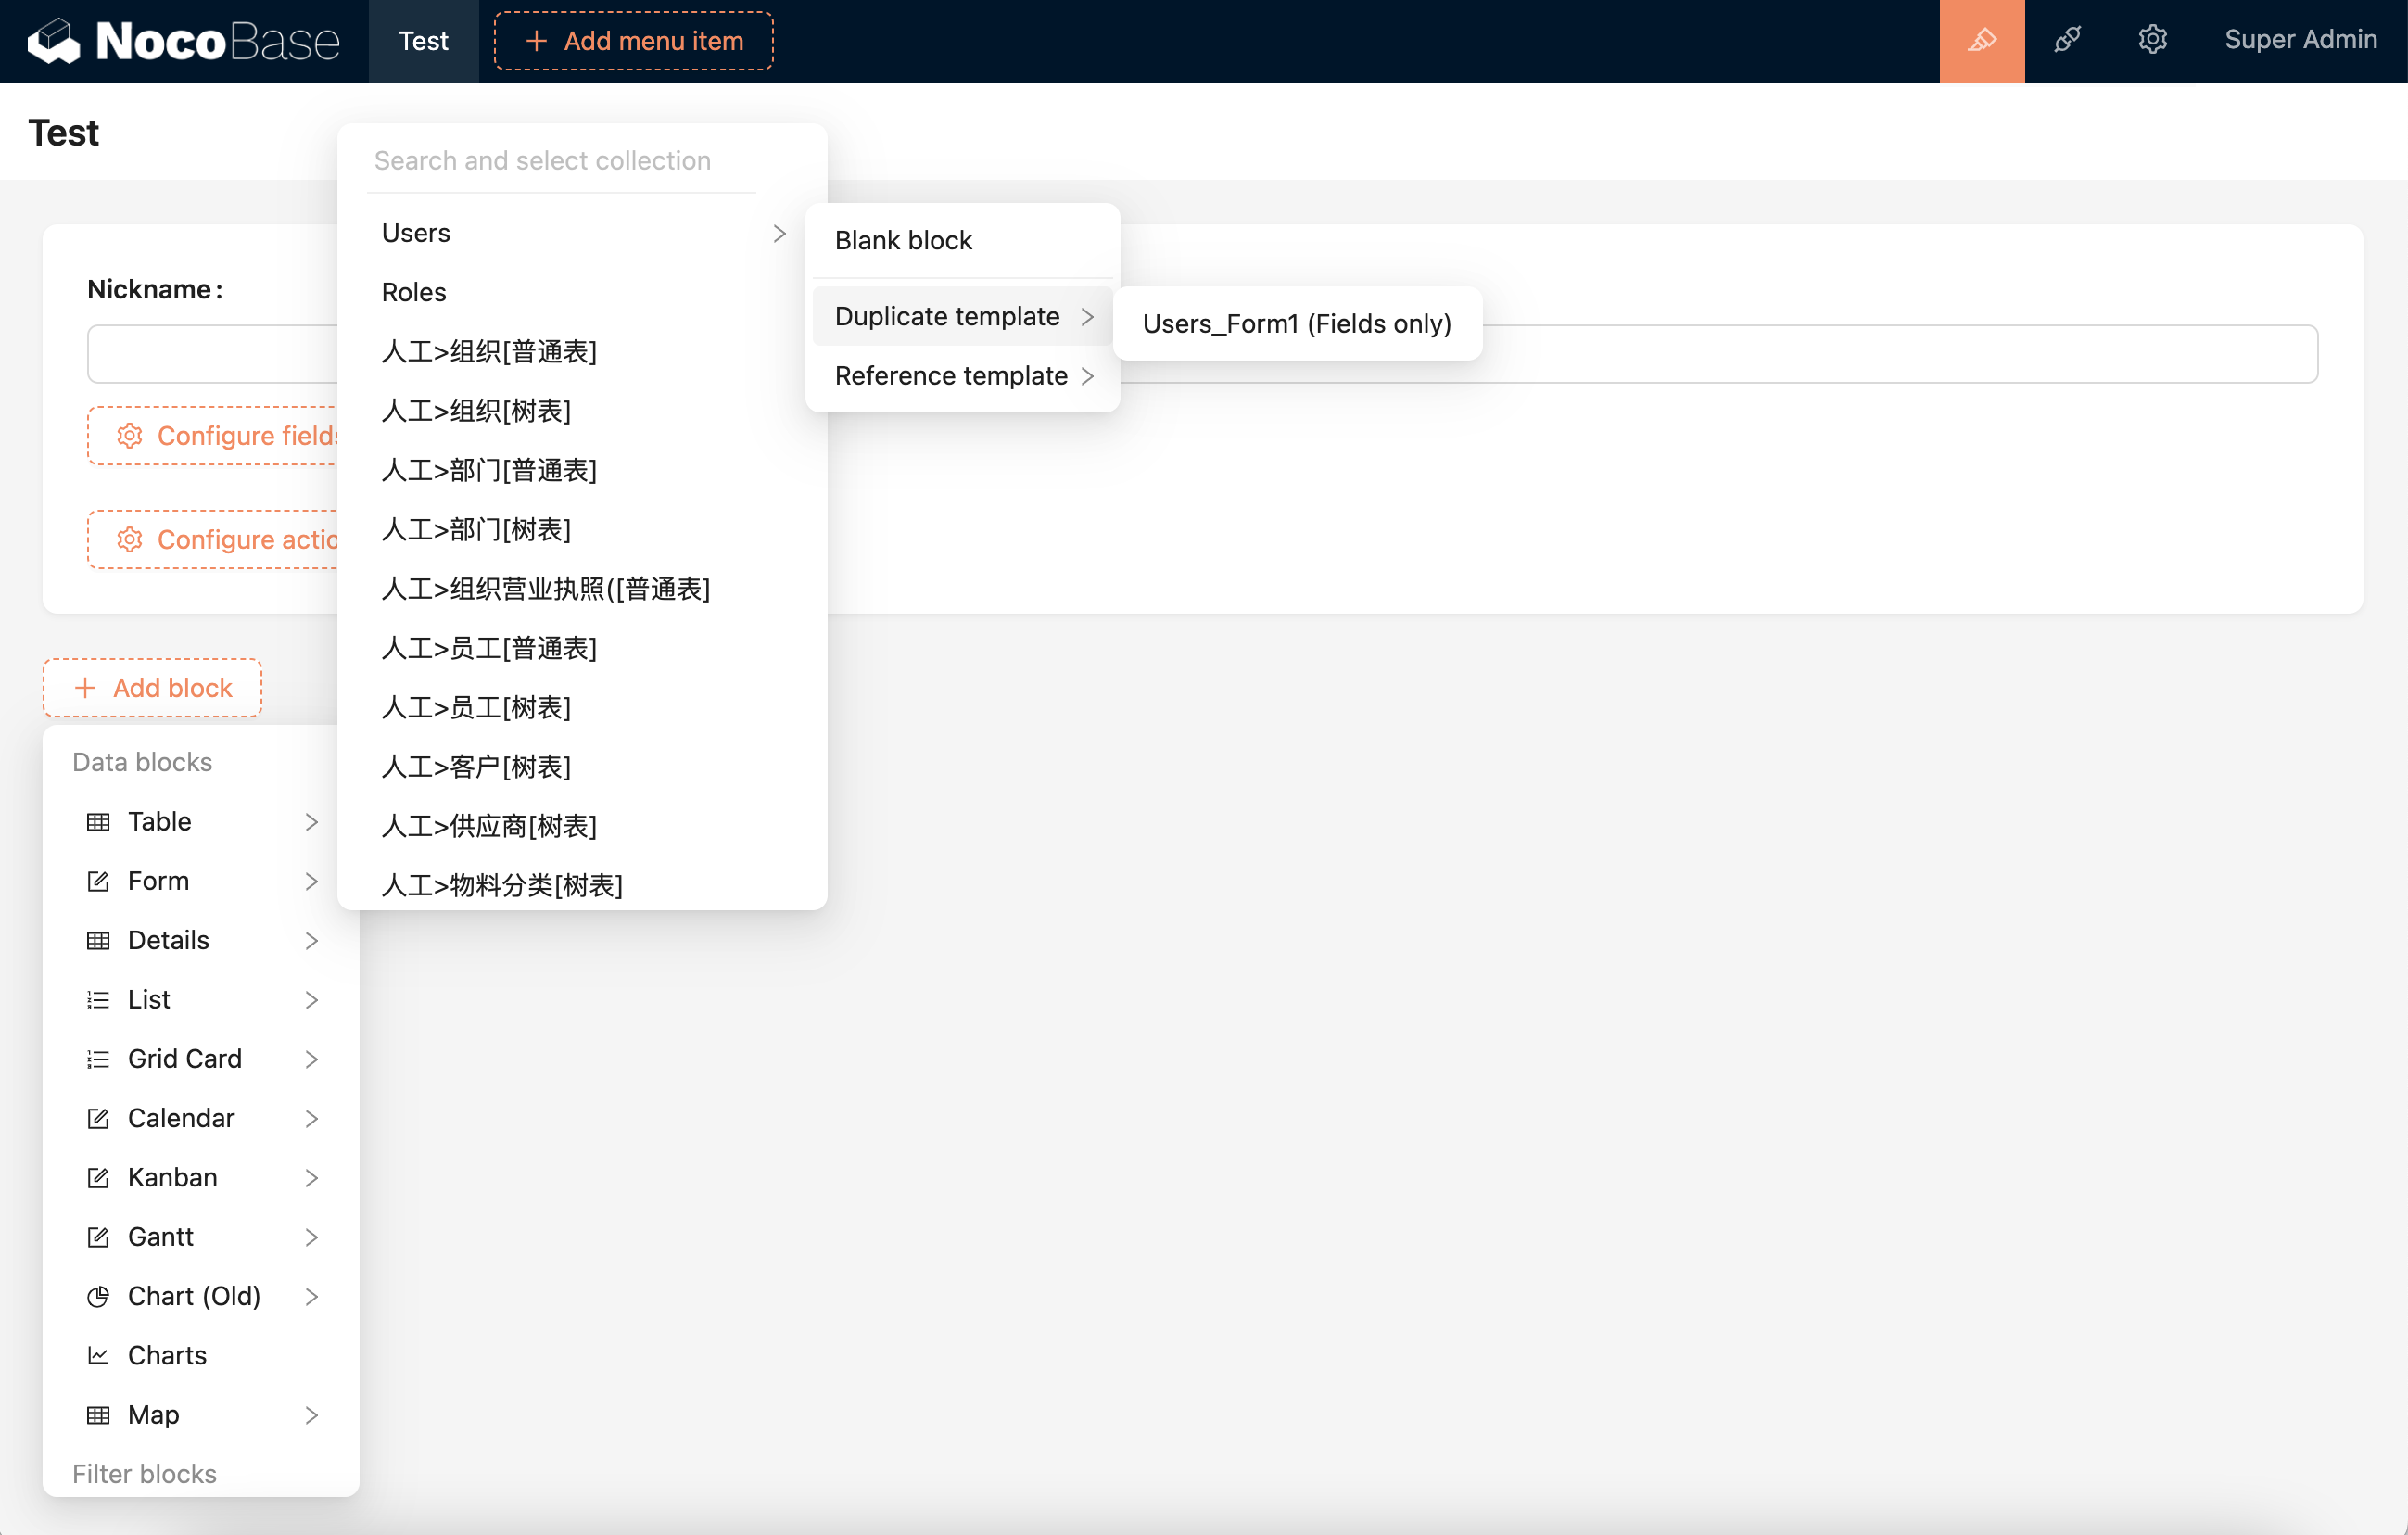 NocoBase
Test
Add menu item
Super Admin
Test
Search and select collection
Users
Roles
人工>组织[普通表]
人工>组织[树表]
人工>部门[普通表]
人工>部门[树表]
人工>组织营业执照([普通表]
人工>员工[普通表]
人工>员工[树表]
人工>客户[树表]
人工>供应商[树表]
人工>物料分类[树表]
Blank block
Duplicate template
Reference template
Users_Form1 (Fields only)
Nickname:
Configure fields
Configure actio
Add block
Data blocks
Table
Form
Details
List
Grid Card
Calendar
Kanban
Gantt
Chart (Old)
Charts
Map
Filter blocks